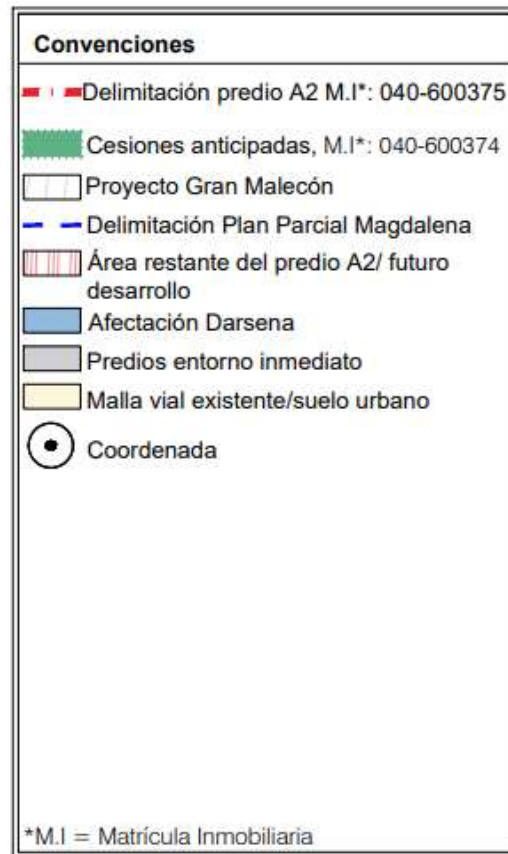 Convenciones
Delimitación predio A2 M.I*: 040-600375
Cesiones anticipadas, M.I*: 040-600374
Proyecto Gran Malecón
Delimitación Plan Parcial Magdalena
Área restante del predio A2/ futuro
desarrollo
Afectación Darsena
Predios entorno inmediato
Malla vial existente/suelo urbano
Coordenada
*M.I = Matrícula Inmobiliaria